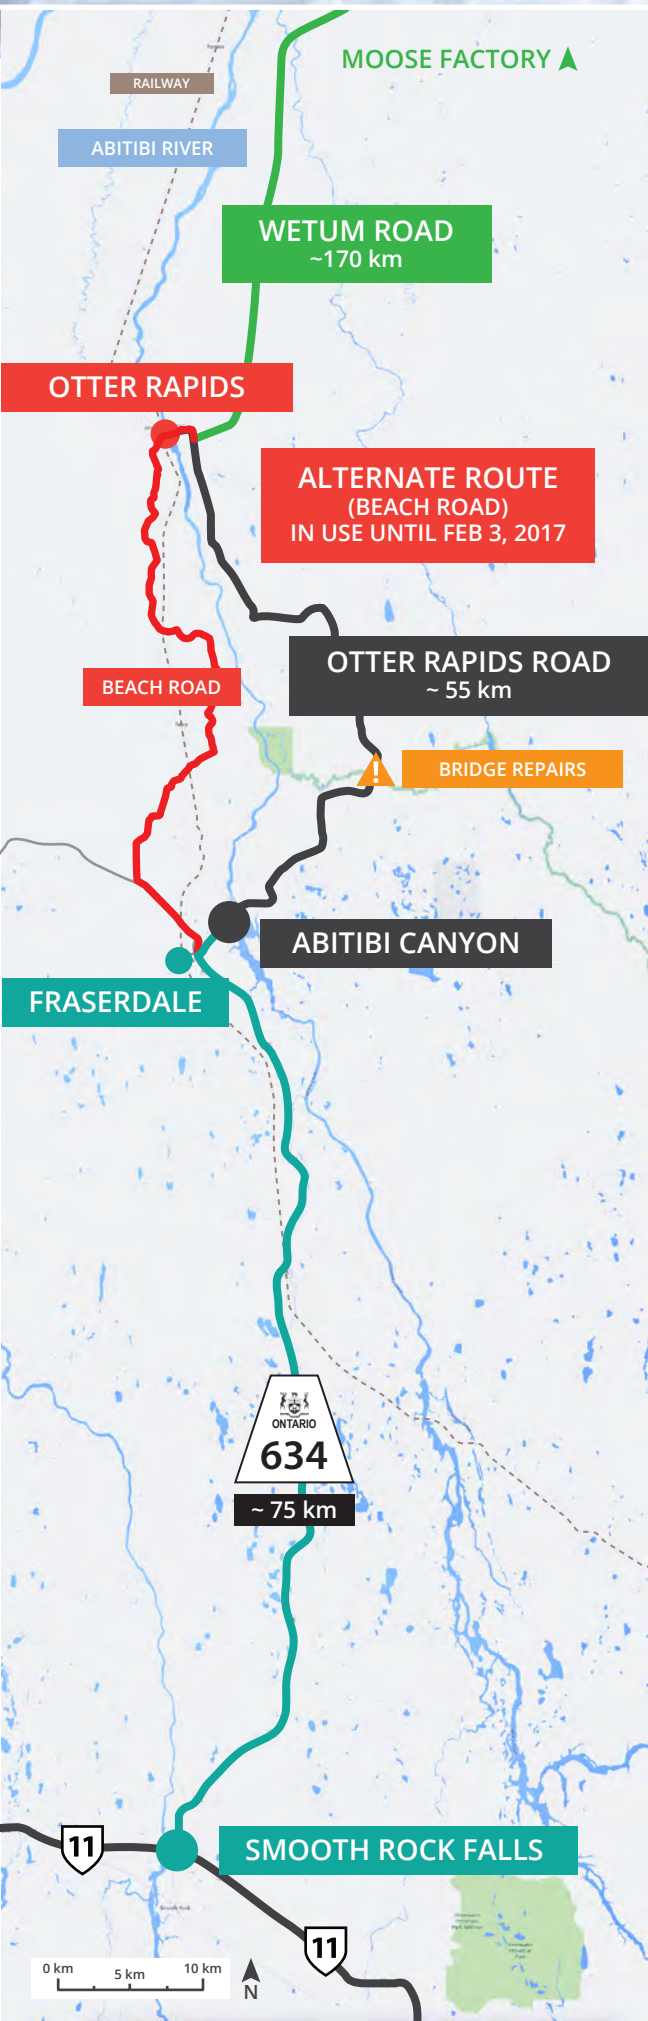 MOOSE FACTORY
RAILWAY
ABITIBI RIVER
WETUM ROAD
~170 km
OTTER RAPIDS
ALTERNATE ROUTE
(BEACH ROAD)
IN USE UNTIL FEB 3, 2017
OTTER RAPIDS ROAD
~ 55 km
BEACH ROAD
!
BRIDGE REPAIRS
ABITIBI CANYON
FRASERDALE
ONTARIO
634
~ 75 km
11
SMOOTH ROCK FALLS
Smooth Rock
11
0 km
5 km
10 km
N